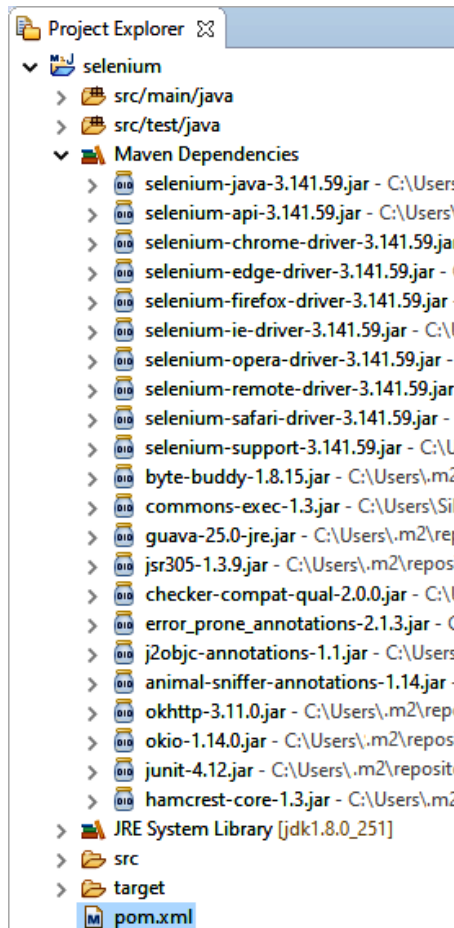 Project Explorer
selenium
src/main/java
src/test/java
Maven Dependencies
selenium-java-3.141.59.jar - C:\Users
selenium-api-3.141.59.jar - C:\Users\
selenium-chrome-driver-3.141.59.jar
selenium-edge-driver-3.141.59.jar -
selenium-firefox-driver-3.141.59.jar
selenium-ie-driver-3.141.59.jar - C:\
selenium-opera-driver-3.141.59.jar -
selenium-remote-driver-3.141.59.jar
selenium-safari-driver-3.141.59.jar -
selenium-support-3.141.59.jar - C:\U
byte-buddy-1.8.15.jar - C:\Users\.m2
commons-exec-1.3.jar - C:\Users\Sil
guava-25.0-jre.jar - C:\Users\.m2\rep
jsr305-1.3.9.jar - C:\Users\.m2\repos
checker-compat-qual-2.0.0.jar - C:\U
error_prone_annotations-2.1.3.jar - C
j2objc-annotations-1.1.jar - C:\Users
animal-sniffer-annotations-1.14.jar -
okhttp-3.11.0.jar - C:\Users\.m2\rep
okio-1.14.0.jar - C:\Users\.m2\repos
junit-4.12.jar - C:\Users\.m2\reposit
hamcrest-core-1.3.jar - C:\Users\.m2
JRE System Library [jdk1.8.0_251]
src
target
pom.xml